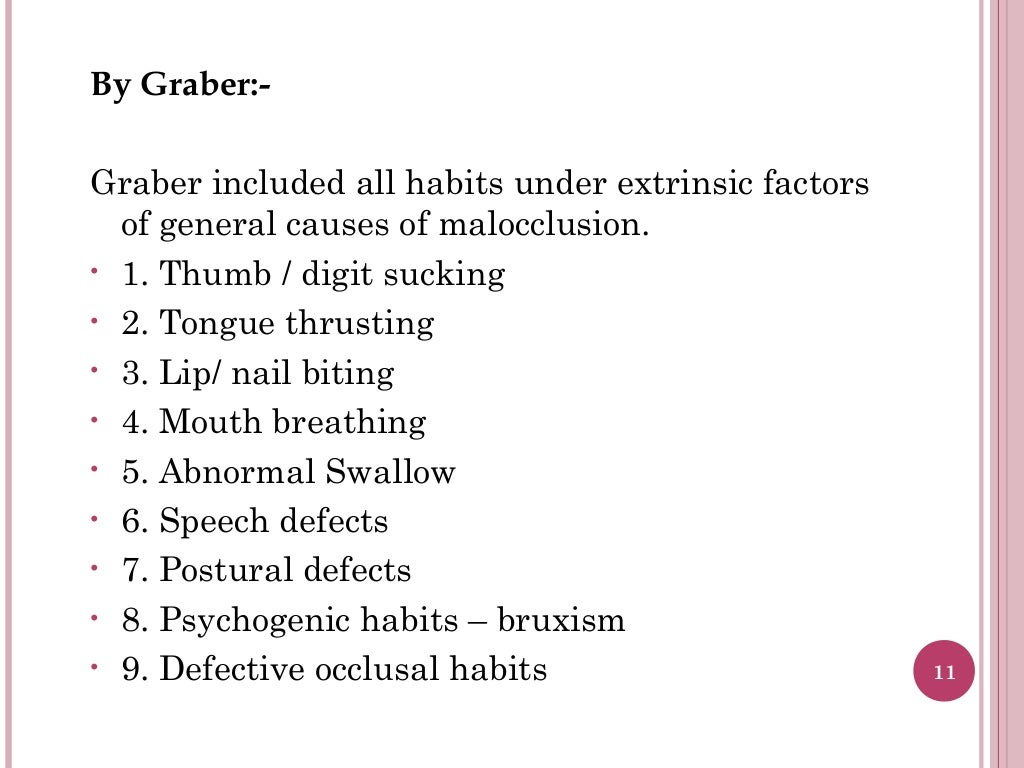 By Graber:-
Graber included all habits under extrinsic factors
of general causes of malocclusion.
• 1. Thumb / digit sucking
• 2. Tongue thrusting
• 3. Lip/ nail biting
• 4. Mouth breathing
• 5. Abnormal Swallow
• 6. Speech defects
• 7. Postural defects
• 8. Psychogenic habits – bruxism
• 9. Defective occlusal habits
11